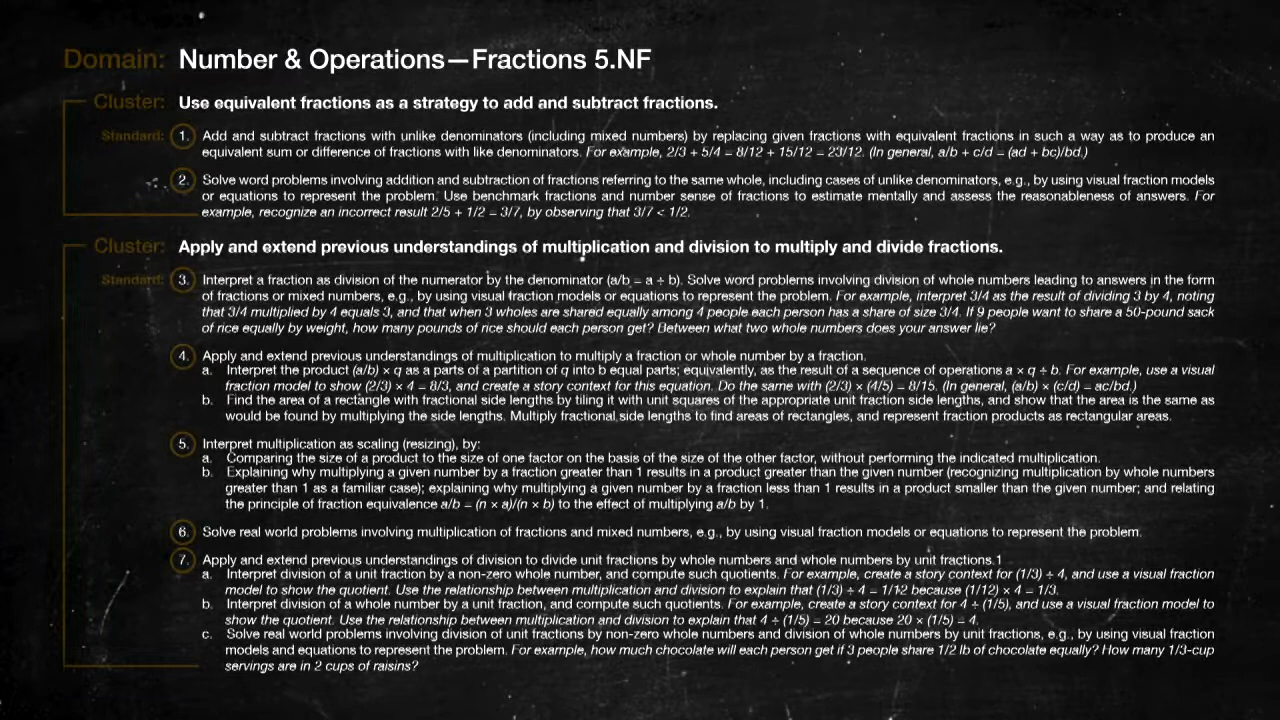 Domain: Number & Operations—Fractions 5.NF
Cluster: Use equivalent fractions as a strategy to add and subtract fractions.
Standard: 1. Add and subtract fractions with unlike denominators (including mixed numbers) by replacing given fractions with equivalent fractions in such a way as to produce an
equivalent sum or difference of fractions with like denominators. For example, 2/3 + 5/4 = 8/12 + 15/12 = 23/12. (In general, a/b + c/d = (ad + bc)/bd.)
2. Solve word problems involving addition and subtraction of fractions referring to the same whole, including cases of unlike denominators, e.g., by using visual fraction models
or equations to represent the problem. Use benchmark fractions and number sense of fractions to estimate mentally and assess the reasonableness of answers. For
example, recognize an incorrect result 2/5 + 1/2 = 3/7, by observing that 3/7 < 1/2.
Cluster: Apply and extend previous understandings of multiplication and division to multiply and divide fractions.
Standard: 3. Interpret a fraction as division of the numerator by the denominator (a/b = a ÷ b). Solve word problems involving division of whole numbers leading to answers in the form
of fractions or mixed numbers, e.g., by using visual fraction models or equations to represent the problem. For example, interpret 3/4 as the result of dividing 3 by 4, noting
that 3/4 multiplied by 4 equals 3, and that when 3 wholes are shared equally among 4 people each person has a share of size 3/4. If 9 people want to share a 50-pound sack
of rice equally by weight, how many pounds of rice should each person get? Between what two whole numbers does your answer lie?
4. Apply and extend previous understandings of multiplication to multiply a fraction or whole number by a fraction.
a. Interpret the product (a/b) × q as a parts of a partition of q into b equal parts; equivalently, as the result of a sequence of operations a × q ÷ b. For example, use a visual
fraction model to show (2/3) × 4 = 8/3, and create a story context for this equation. Do the same with (2/3) × (4/5) = 8/15. (In general, (a/b) × (c/d) = ac/bd.)
b. Find the area of a rectangle with fractional side lengths by tiling it with unit squares of the appropriate unit fraction side lengths, and show that the area is the same as
would be found by multiplying the side lengths. Multiply fractional side lengths to find areas of rectangles, and represent fraction products as rectangular areas.
5. Interpret multiplication as scaling (resizing), by:
a. Comparing the size of a product to the size of one factor on the basis of the size of the other factor, without performing the indicated multiplication.
b. Explaining why multiplying a given number by a fraction greater than 1 results in a product greater than the given number (recognizing multiplication by whole numbers
greater than 1 as a familiar case); explaining why multiplying a given number by a fraction less than 1 results in a product smaller than the given number; and relating
the principle of fraction equivalence a/b = (n × a)/(n × b) to the effect of multiplying a/b by 1.
6. Solve real world problems involving multiplication of fractions and mixed numbers, e.g., by using visual fraction models or equations to represent the problem.
7. Apply and extend previous understandings of division to divide unit fractions by whole numbers and whole numbers by unit fractions.1
a. Interpret division of a unit fraction by a non-zero whole number, and compute such quotients. For example, create a story context for (1/3) ÷ 4, and use a visual fraction
model to show the quotient. Use the relationship between multiplication and division to explain that (1/3) ÷ 4 = 1/12 because (1/12) × 4 = 1/3.
b. Interpret division of a whole number by a unit fraction, and compute such quotients. For example, create a story context for 4 ÷ (1/5), and use a visual fraction model to
show the quotient. Use the relationship between multiplication and division to explain that 4 ÷ (1/5) = 20 because 20 × (1/5) = 4.
c. Solve real world problems involving division of unit fractions by non-zero whole numbers and division of whole numbers by unit fractions, e.g., by using visual fraction
models and equations to represent the problem. For example, how much chocolate will each person get if 3 people share 1/2 lb of chocolate equally? How many 1/3-cup
servings are in 2 cups of raisins?